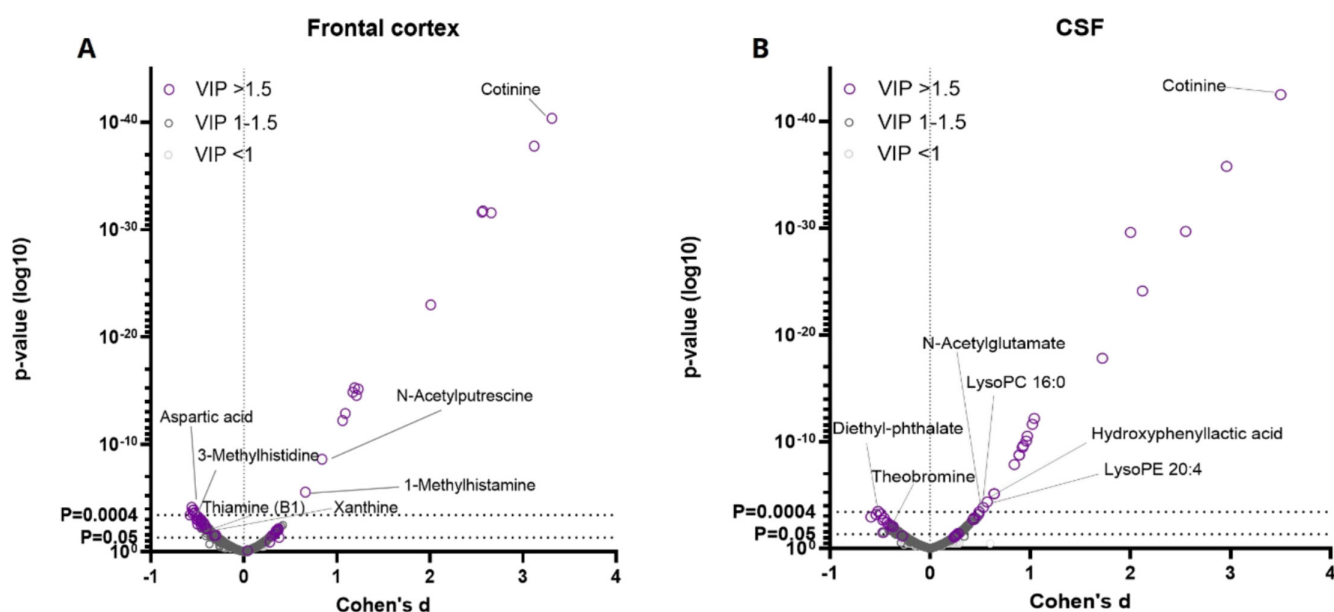 A
Frontal cortex
VIP >1.5
VIP 1-1.5
VIP <1
Cotinine
N-Acetylputrescine
Aspartic acid
3-Methylhistidine
1-Methylhistamine
Thiamine (B1)
Xanthine
p-value (log10)
10-40
10-30
10-20
10-10
P=0.0004
P=0.05
100
-1
0
1
2
3
4
Cohen's d
B
CSF
VIP >1.5
VIP 1-1.5
VIP <1
Cotinine
N-Acetylglutamate
LysoPC 16:0
Diethyl-phthalate
Hydroxyphenyllactic acid
Theobromine
LysoPE 20:4
p-value (log10)
10-40
10-30
10-20
10-10
P=0.0004
P=0.05
100
-1
0
1
2
3
4
Cohen's d